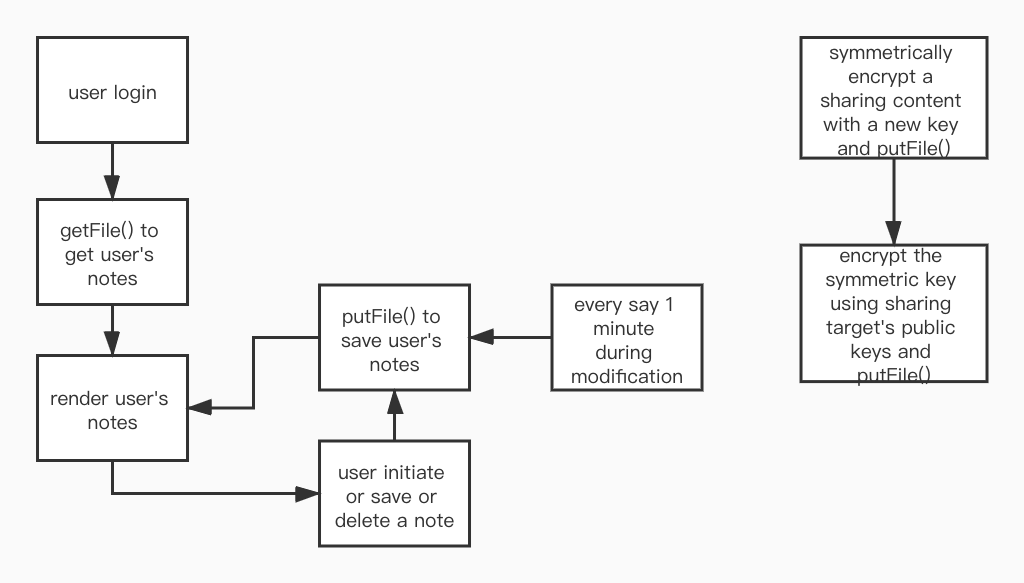 user login
getFile() to
get user's
notes
render user's
notes
putFile() to
save user's
notes
every say 1
minute
during
modification
user initiate
or save or
delete a note
symmetrically
encrypt a
sharing content
with a new key
and putFile()
encrypt the
symmetric key
using sharing
target's public
keys and
putFile()